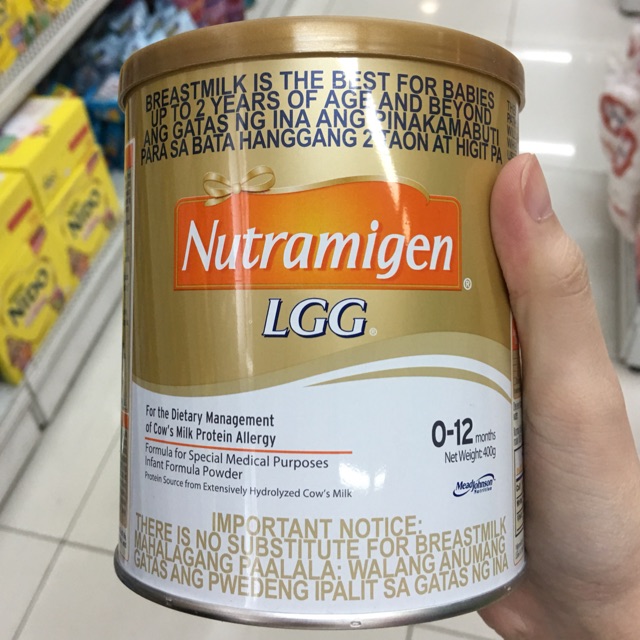 BREASTMILK IS THE BEST FOR BABIES
UP TO 2 YEARS OF AGE AND BEYOND
ANG GATAS NG INA ANG PINAKAMABUTI
PARA SA BATA HANGGANG 2 TAON AT HIGIT PA
Nutramigen®
LGG®
For the Dietary Management
of Cow's Milk Protein Allergy
Formula for Special Medical Purposes
Infant Formula Powder
Protein Source from Extensively Hydrolyzed Cow's Milk
0-12 months
Net Weight: 400g
MeadJohnson
Nutrition
IMPORTANT NOTICE:
THERE IS NO SUBSTITUTE FOR BREASTMILK
MAHALAGANG PAALALA: WALANG ANUMANG
GATAS ANG PWEDENG IPALIT SA GATAS NG INA
NIDO
NIDO